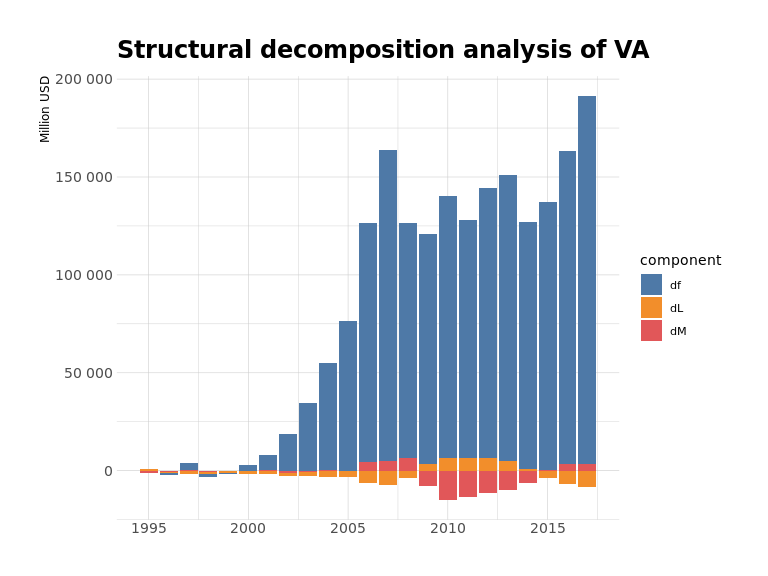 Structural decomposition analysis of VA
Million USD
200 000
150 000
100 000
50 000
0
1995
2000
2005
2010
2015
component
df
dL
dM